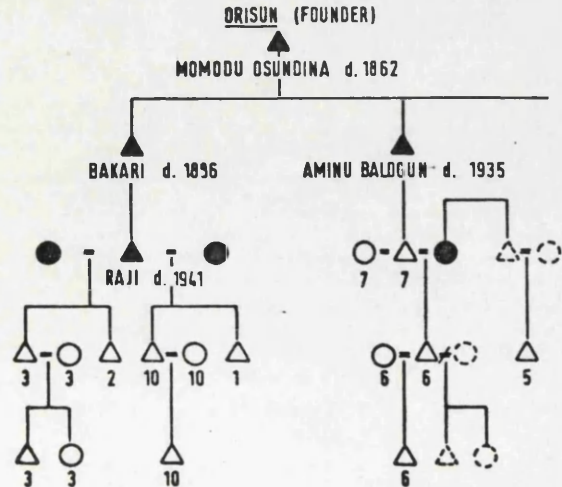 ORISUN (FOUNDER)
MOMODU OSUNDINA d. 1862
BAKARI d. 1896
AMINU BALOGUN d. 1935
7 7
RAJI d. 1941
3 3 2 10 10 1 6 6 5
3 3 10 6